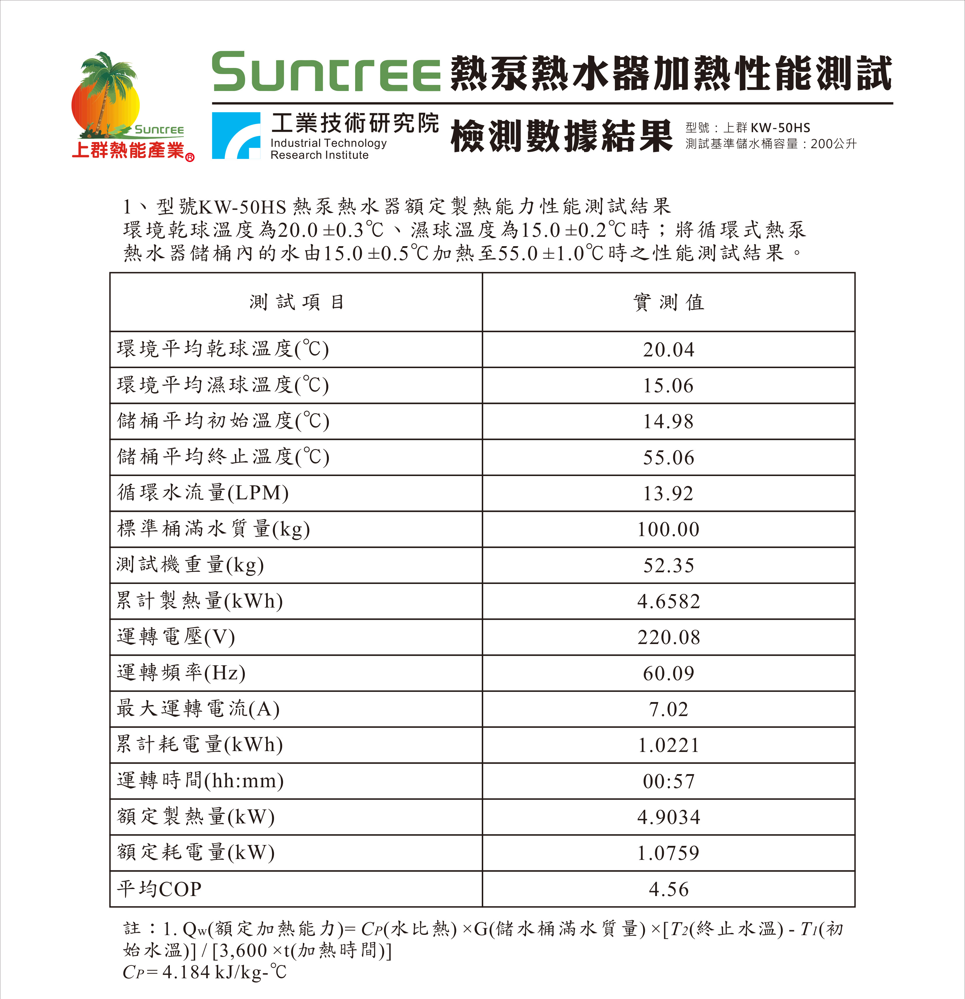 Suntree 熱泵熱水器加熱性能測試
Suntree
上群熱能產業®
工業技術研究院
Industrial Technology
Research Institute
檢測數據結果
型號：上群 KW-50HS
測試基準儲水桶容量：200公升
1、型號KW-50HS 熱泵熱水器額定製熱能力性能測試結果
環境乾球溫度為20.0 ±0.3℃、濕球溫度為15.0 ±0.2℃時；將循環式熱泵
熱水器儲桶內的水由15.0 ±0.5℃加熱至55.0 ±1.0℃時之性能測試結果。
測試項目 實測值
環境平均乾球溫度(℃) 20.04
環境平均濕球溫度(℃) 15.06
儲桶平均初始溫度(℃) 14.98
儲桶平均終止溫度(℃) 55.06
循環水流量(LPM) 13.92
標準桶滿水質量(kg) 100.00
測試機重量(kg) 52.35
累計製熱量(kWh) 4.6582
運轉電壓(V) 220.08
運轉頻率(Hz) 60.09
最大運轉電流(A) 7.02
累計耗電量(kWh) 1.0221
運轉時間(hh:mm) 00:57
額定製熱量(kW) 4.9034
額定耗電量(kW) 1.0759
平均COP 4.56
註：1. Qw(額定加熱能力)= CP(水比熱) ×G(儲水桶滿水質量) ×[T2(終止水溫) - T1(初
始水溫)] / [3,600 ×t(加熱時間)]
CP= 4.184 kJ/kg-℃